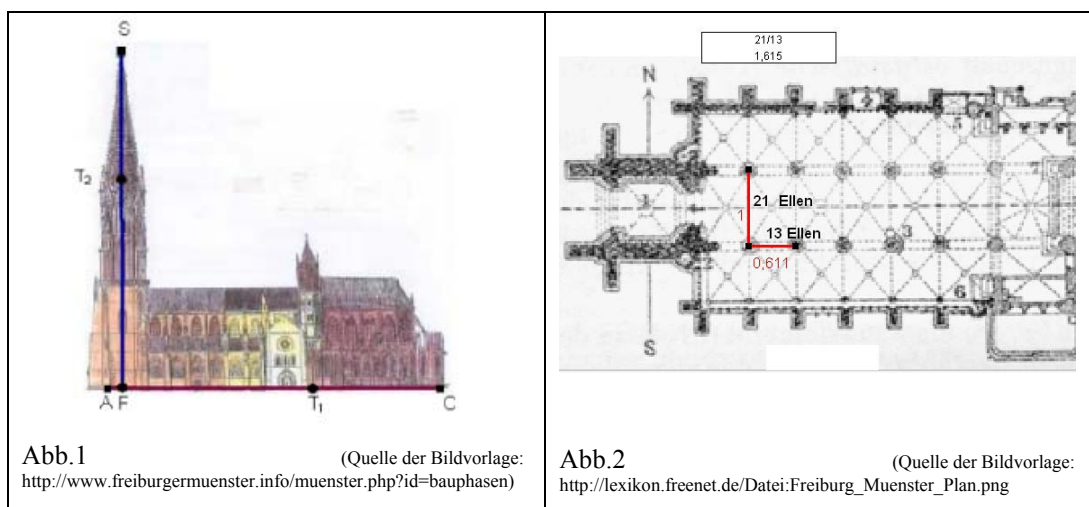 S
T₂
A F T₁ C
Abb.1 (Quelle der Bildvorlage:
http://www.freiburgermuenster.info/muenster.php?id=bauphasen)
21/13
1,615
N
21 Ellen
1
13 Ellen
0,611
3
6
S
Abb.2 (Quelle der Bildvorlage:
http://lexikon.freenet.de/Datei:Freiburg_Muenster_Plan.png